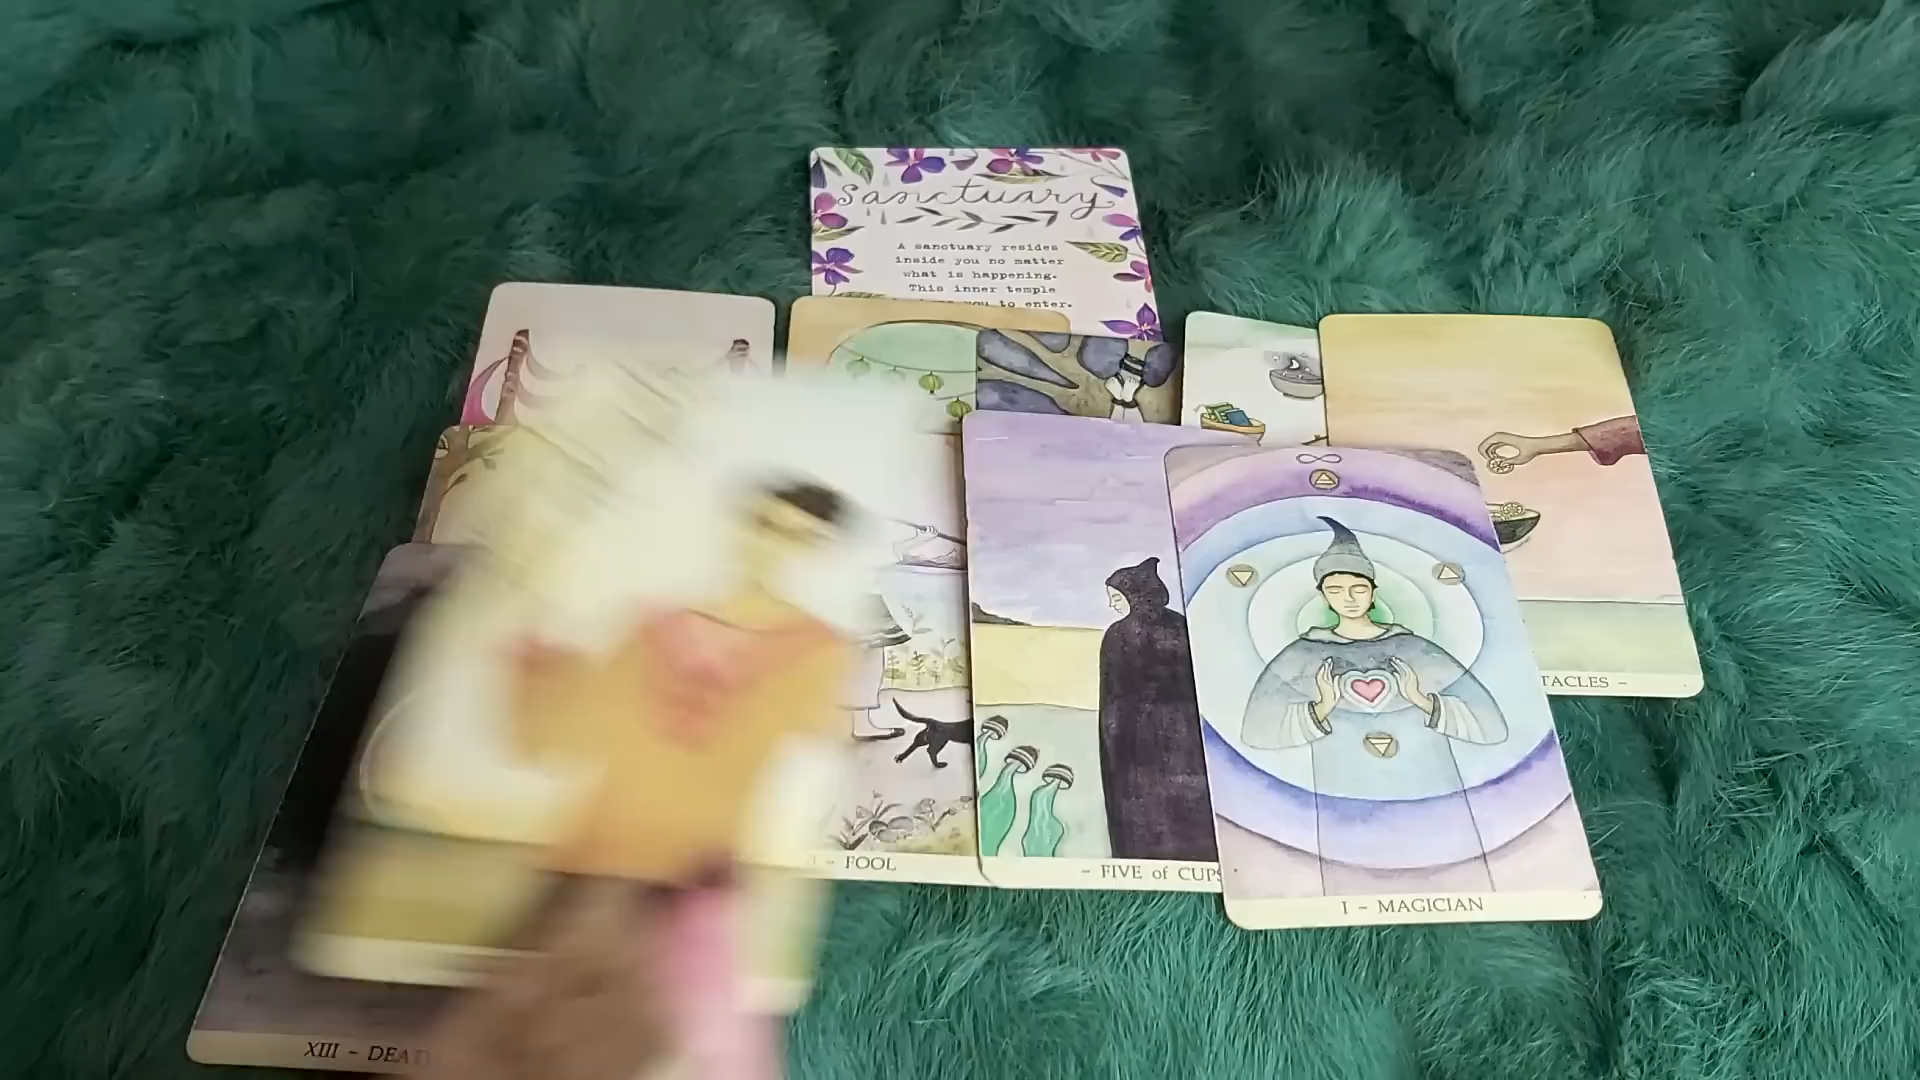 sanctuary
A sanctuary resides
inside you no matter
what is happening.
This inner temple
you to enter.
TACLES ~
~ FOOL
~ FIVE of CUPS
I ~ MAGICIAN
XIII ~ DEAT